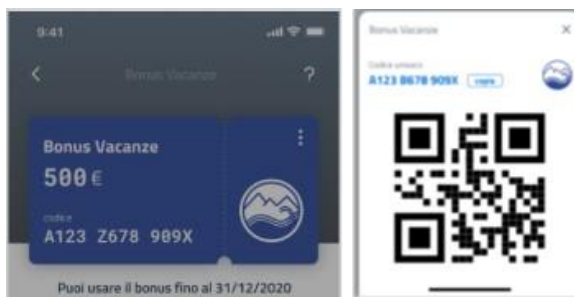 9:41
Bonus Vacanze
?
Bonus Vacanze
500 €
codice
A123 Z678 909X
Puoi usare il bonus fino al 31/12/2020
Bonus Vacanze
Codice univoco
A123 B678 909X copia